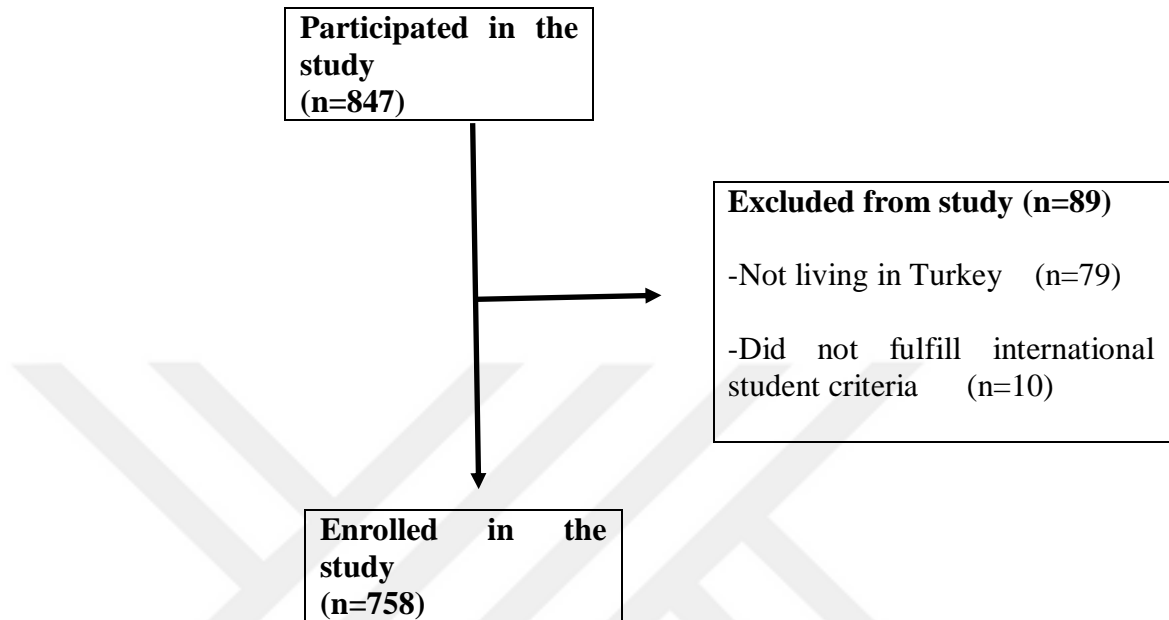 Participated in the
study
(n=847)
Excluded from study (n=89)
-Not living in Turkey (n=79)
-Did not fulfill international
student criteria (n=10)
Enrolled in the
study
(n=758)